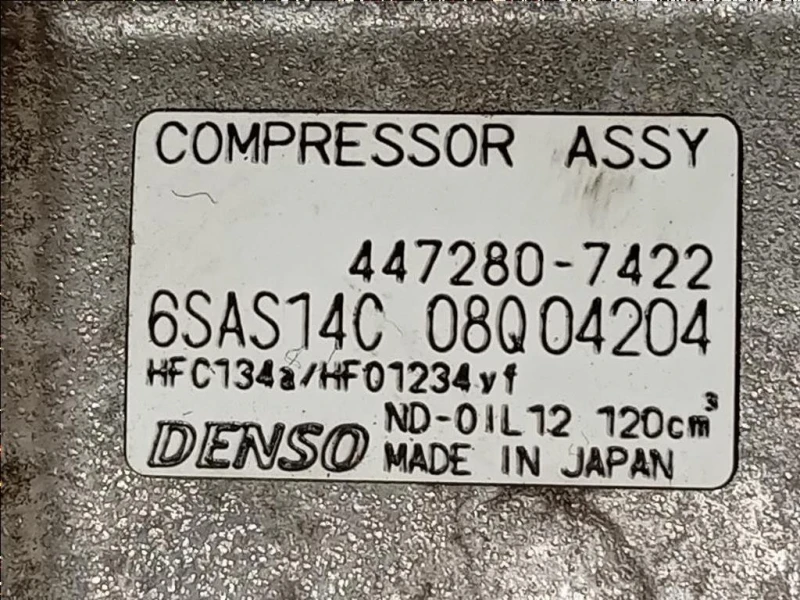 COMPRESSOR ASSY
447280-7422
6SAS14C 08Q04204
HFC134a/HFO1234yf
ND-OIL12 120cm³
DENSO MADE IN JAPAN